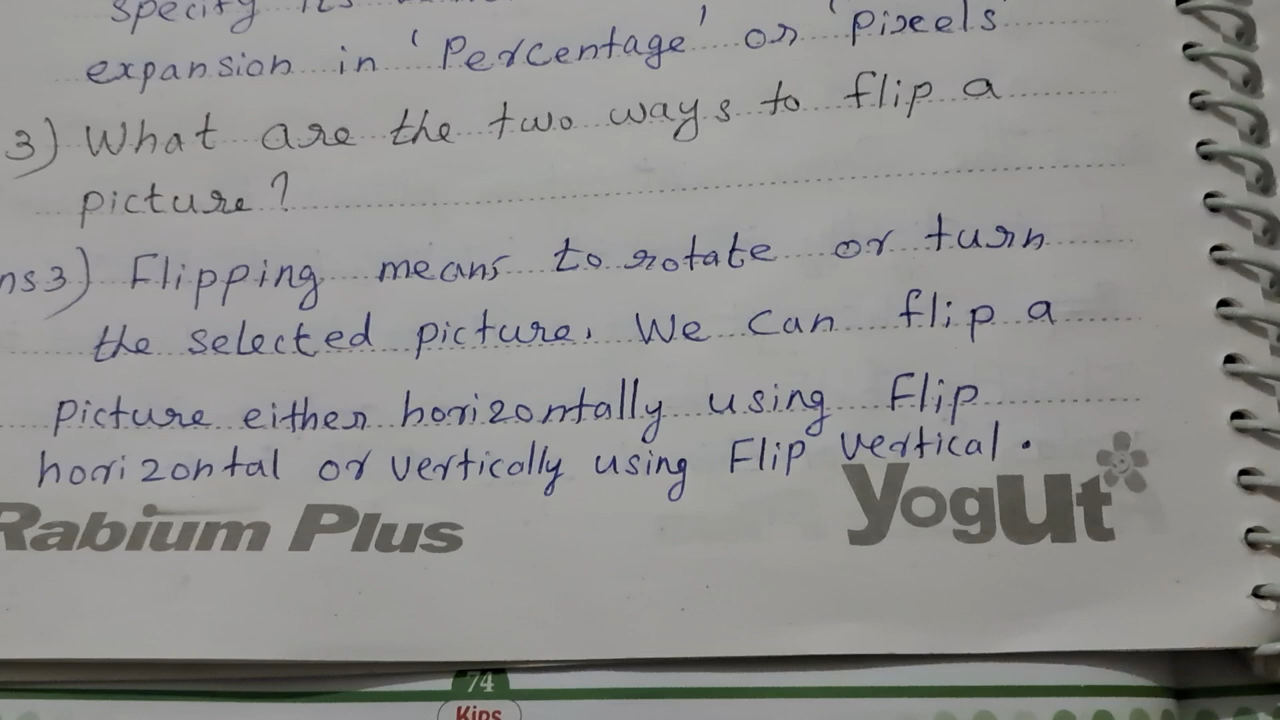 specify its
expansion in 'Percentage' or 'Pixels'
3) What are the two ways to flip a
picture?
ns3) Flipping means to rotate or turn
the selected picture. We can flip a
picture either horizontally using Flip
horizontal or vertically using Flip vertical.
Rabium Plus Yogut
74
Kips